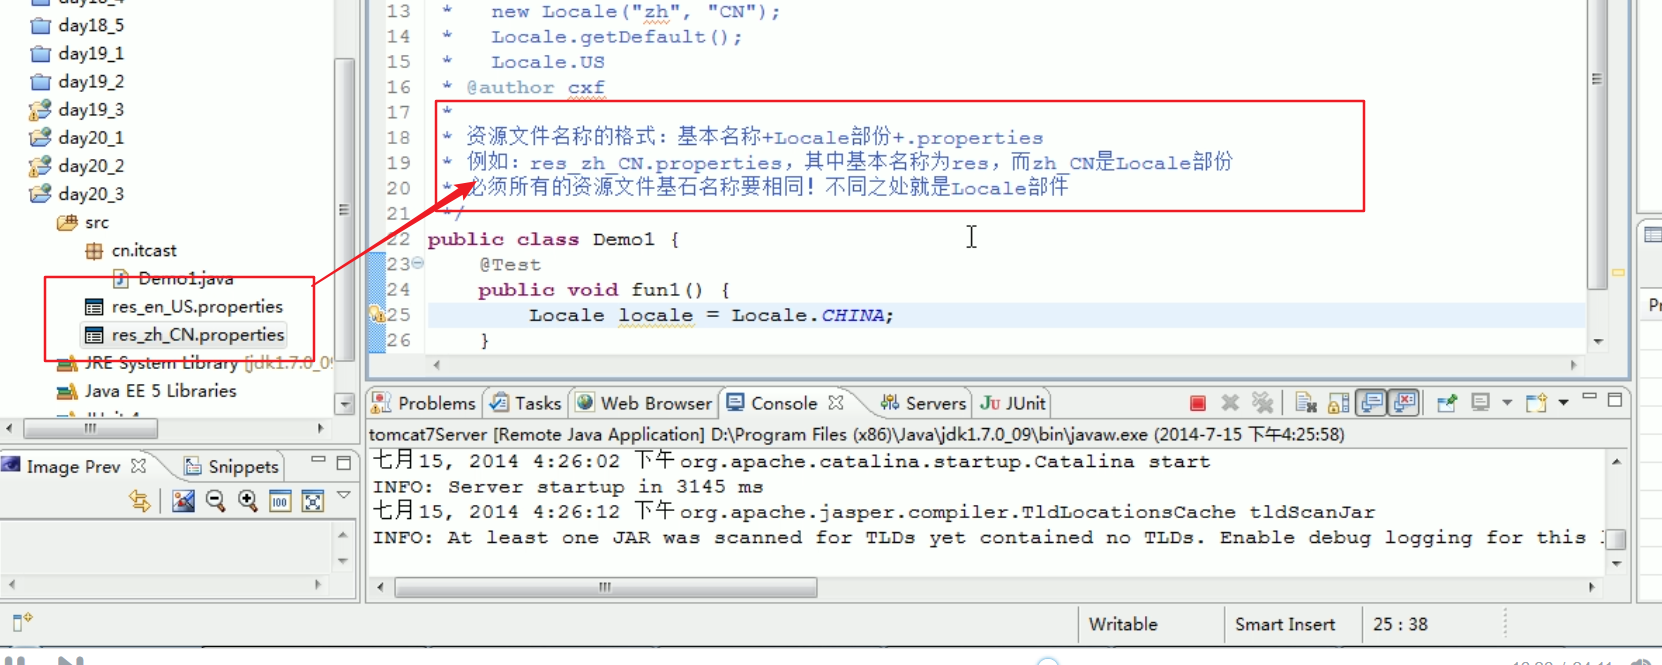 day18_5
day19_1
day19_2
day19_3
day20_1
day20_2
day20_3
src
cn.itcast
Demo1.java
res_en_US.properties
res_zh_CN.properties
JRE System Library [jdk1.7.0_09
Java EE 5 Libraries
13 * new Locale("zh", "CN");
14 * Locale.getDefault();
15 * Locale.US
16 * @author cxf
17 *
18 * 资源文件名称的格式：基本名称+Locale部份+.properties
19 * 例如：res_zh_CN.properties，其中基本名称为res，而zh_CN是Locale部份
20 * 必须所有的资源文件基石名称要相同！不同之处就是Locale部件
21 */
22 public class Demo1 {
23 @Test
24 public void fun1() {
25 Locale locale = Locale.CHINA;
26 }
Problems Tasks Web Browser Console Servers JUnit
tomcat7Server [Remote Java Application] D:\Program Files (x86)\Java\jdk1.7.0_09\bin\javaw.exe (2014-7-15 下午4:25:58)
七月15, 2014 4:26:02 下午org.apache.catalina.startup.Catalina start
INFO: Server startup in 3145 ms
七月15, 2014 4:26:12 下午org.apache.jasper.compiler.TldLocationsCache tldScanJar
INFO: At least one JAR was scanned for TLDs yet contained no TLDs. Enable debug logging for this
Image Prev Snippets
100
Writable Smart Insert 25 : 38